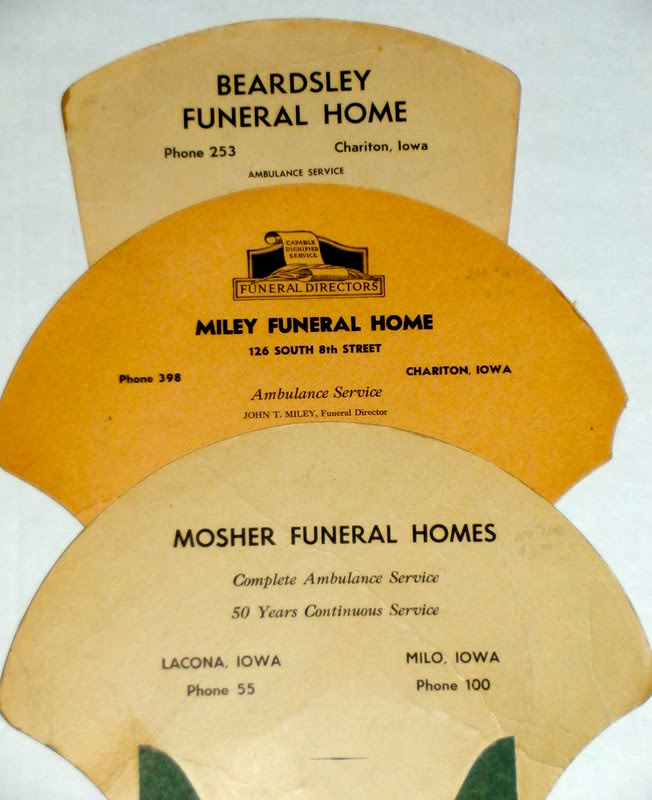 BEARDSLEY
FUNERAL HOME
Phone 253 Chariton, Iowa
AMBULANCE SERVICE
CAPABLE
DIGNIFIED
SERVICE
FUNERAL DIRECTORS
MILEY FUNERAL HOME
126 SOUTH 8th STREET
Phone 398 CHARITON, IOWA
Ambulance Service
JOHN T. MILEY, Funeral Director
MOSHER FUNERAL HOMES
Complete Ambulance Service
50 Years Continuous Service
LACONA, IOWA MILO, IOWA
Phone 55 Phone 100